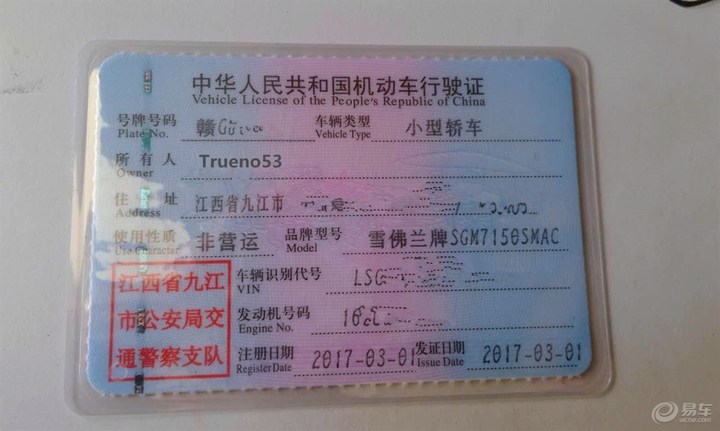 中华人民共和国机动车行驶证
Vehicle License of the People's Republic of China
号牌号码 赣G 车辆类型 小型轿车
Plate No. Vehicle Type
所有人 Trueno53
Owner
住址 江西省九江市
Address
使用性质 非营运 品牌型号 雪佛兰牌SGM7150SMAC
Use Character Model
江西省九江
市公安局交
通警察支队
车辆识别代号 LSG
VIN
发动机号码
Engine No.
注册日期 2017-03-01 发证日期 2017-03-01
Register Date Issue Date
易车